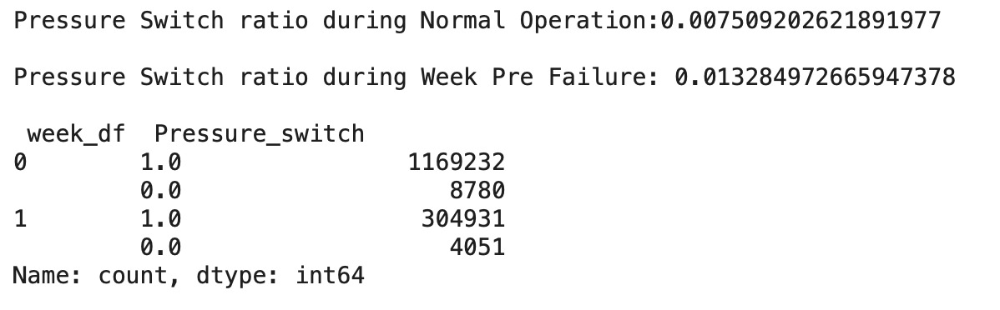 Pressure Switch ratio during Normal Operation:0.007509202621891977
Pressure Switch ratio during Week Pre Failure: 0.013284972665947378
week_df  Pressure_switch
0        1.0                1169232
         0.0                   8780
1        1.0                 304931
         0.0                   4051
Name: count, dtype: int64